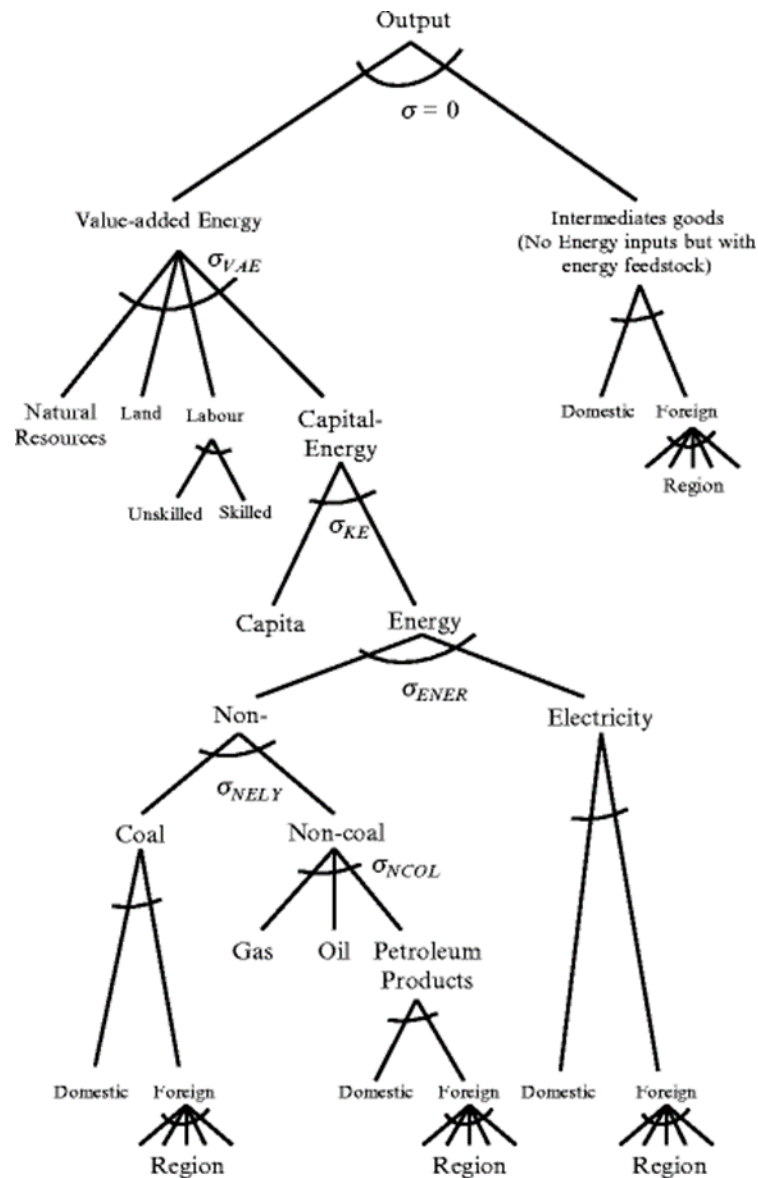 Output
σ = 0
Value-added Energy
Intermediates goods
(No Energy inputs but with
energy feedstock)
σVAE
Natural
Resources
Land
Labour
Capital-
Energy
Domestic
Foreign
Region
Unskilled
Skilled
σKE
Capita
Energy
σENER
Non-
Electricity
σNELY
Coal
Non-coal
σNCOL
Gas
Oil
Petroleum
Products
Domestic
Foreign
Domestic
Foreign
Domestic
Foreign
Region
Region
Region